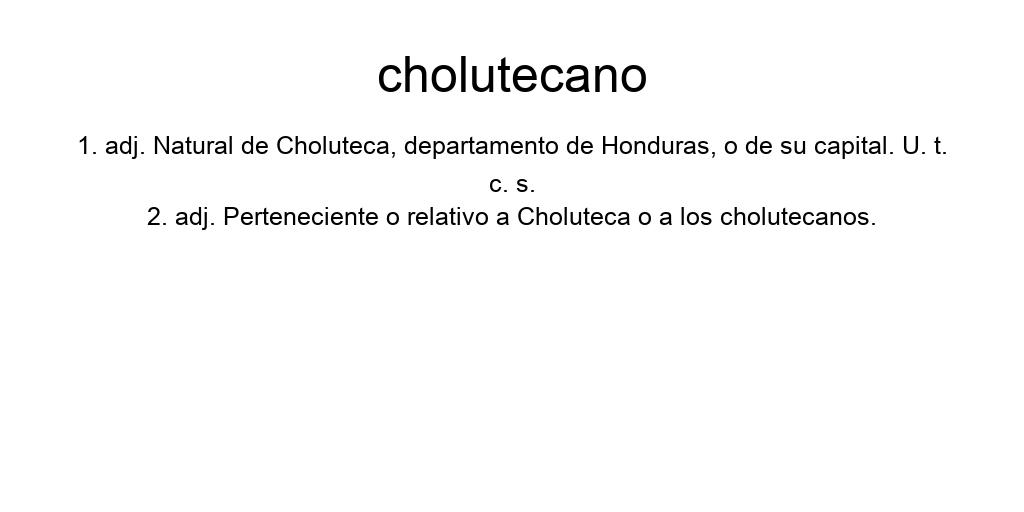 cholutecano
1. adj. Natural de Choluteca, departamento de Honduras, o de su capital. U. t.
c. s.
2. adj. Perteneciente o relativo a Choluteca o a los cholutecanos.